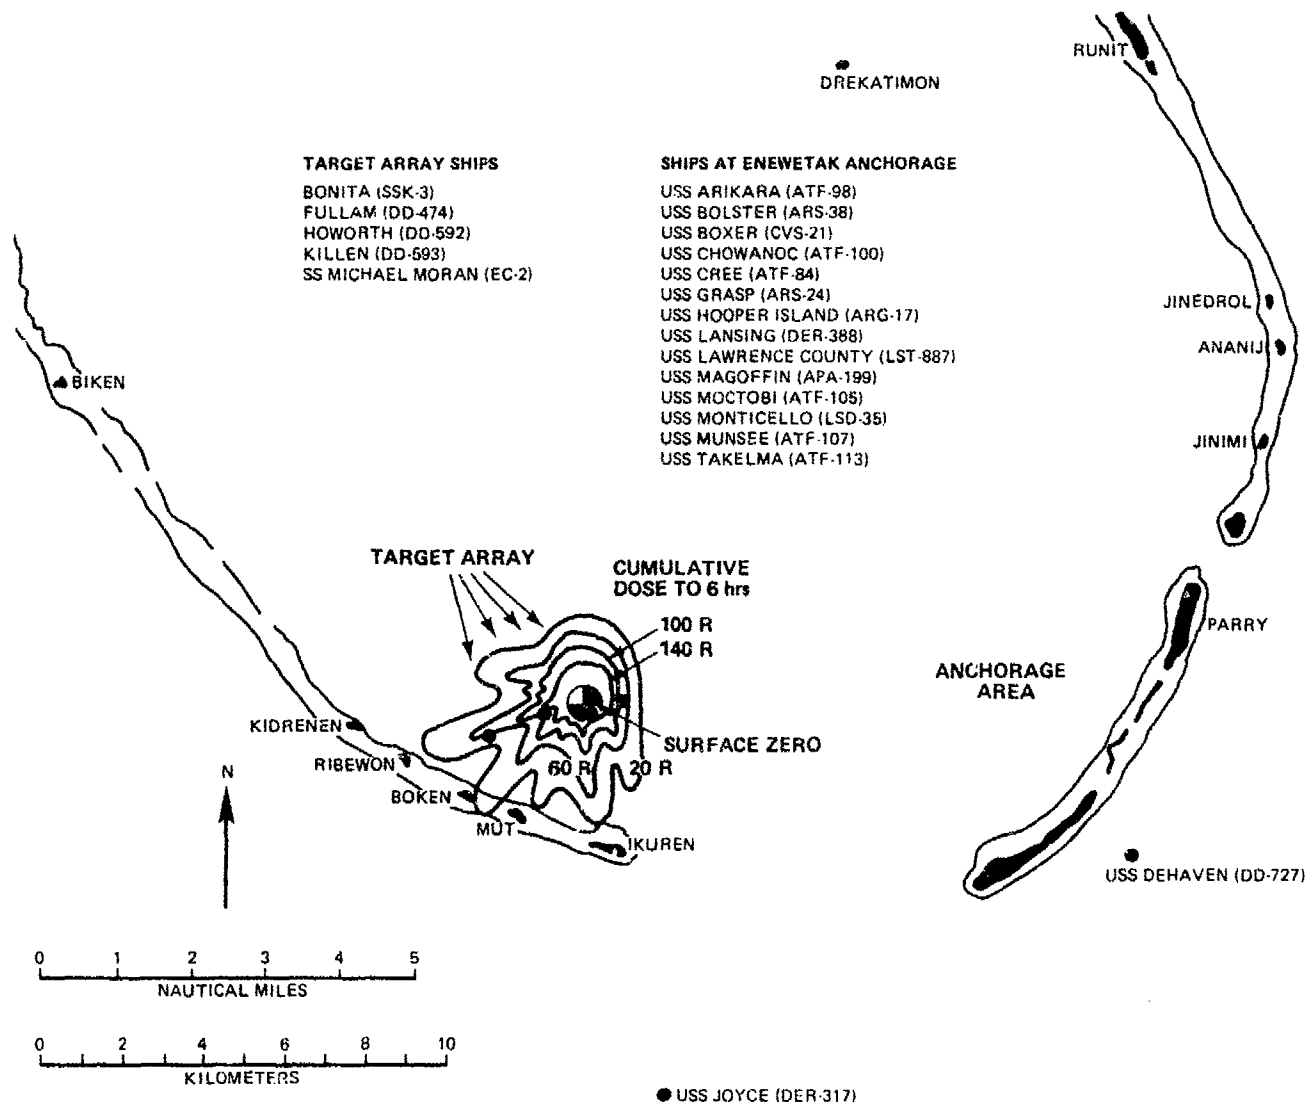 RUNIT
DREKATIMON
TARGET ARRAY SHIPS
BONITA (SSK-3)
FULLAM (DD-474)
HOWORTH (DD-592)
KILLEN (DD-593)
SS MICHAEL MORAN (EC-2)
SHIPS AT ENEWETAK ANCHORAGE
USS ARIKARA (ATF-98)
USS BOLSTER (ARS-38)
USS BOXER (CVS-21)
USS CHOWANOC (ATF-100)
USS CREE (ATF-84)
USS GRASP (ARS-24)
USS HOOPER ISLAND (ARG-17)
USS LANSING (DER-388)
USS LAWRENCE COUNTY (LST-887)
USS MAGOFFIN (APA-199)
USS MOCTOBI (ATF-105)
USS MONTICELLO (LSD-35)
USS MUNSEE (ATF-107)
USS TAKELMA (ATF-113)
JINEDROL
ANANIJ
BIKEN
JINIMI
TARGET ARRAY
CUMULATIVE
DOSE TO 6 hrs
100 R
140 R
PARRY
ANCHORAGE
AREA
KIDRENEN
SURFACE ZERO
RIBEWON
60 R
20 R
N
BOKEN
MUT
IKUREN
USS DEHAVEN (DD-727)
0 1 2 3 4 5
NAUTICAL MILES
0 2 4 6 8 10
KILOMETERS
USS JOYCE (DER-317)